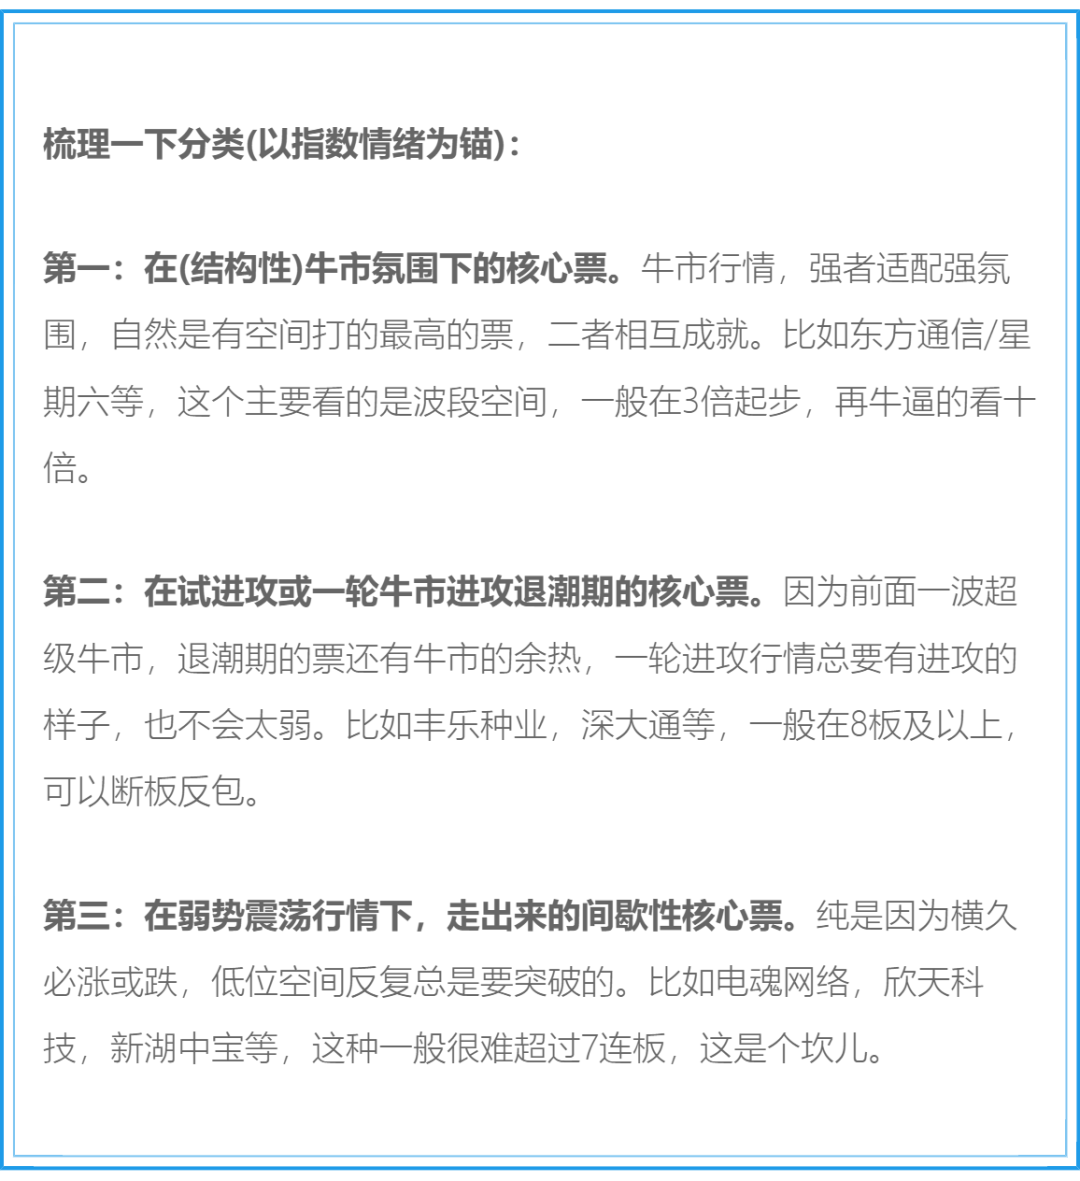 梳理一下分类(以指数情绪为锚)：
第一：在(结构性)牛市氛围下的核心票。牛市行情，强者适配强氛
围，自然是有空间打的最高的票，二者相互成就。比如东方通信/星
期六等，这个主要看的是波段空间，一般在3倍起步，再牛逼的看十
倍。
第二：在试进攻或一轮牛市进攻退潮期的核心票。因为前面一波超
级牛市，退潮期的票还有牛市的余热，一轮进攻行情总要有进攻的
样子，也不会太弱。比如丰乐种业，深大通等，一般在8板及以上，
可以断板反包。
第三：在弱势震荡行情下，走出来的间歇性核心票。纯是因为横久
必涨或跌，低位空间反复总是要突破的。比如电魂网络，欣天科
技，新湖中宝等，这种一般很难超过7连板，这是个坎儿。